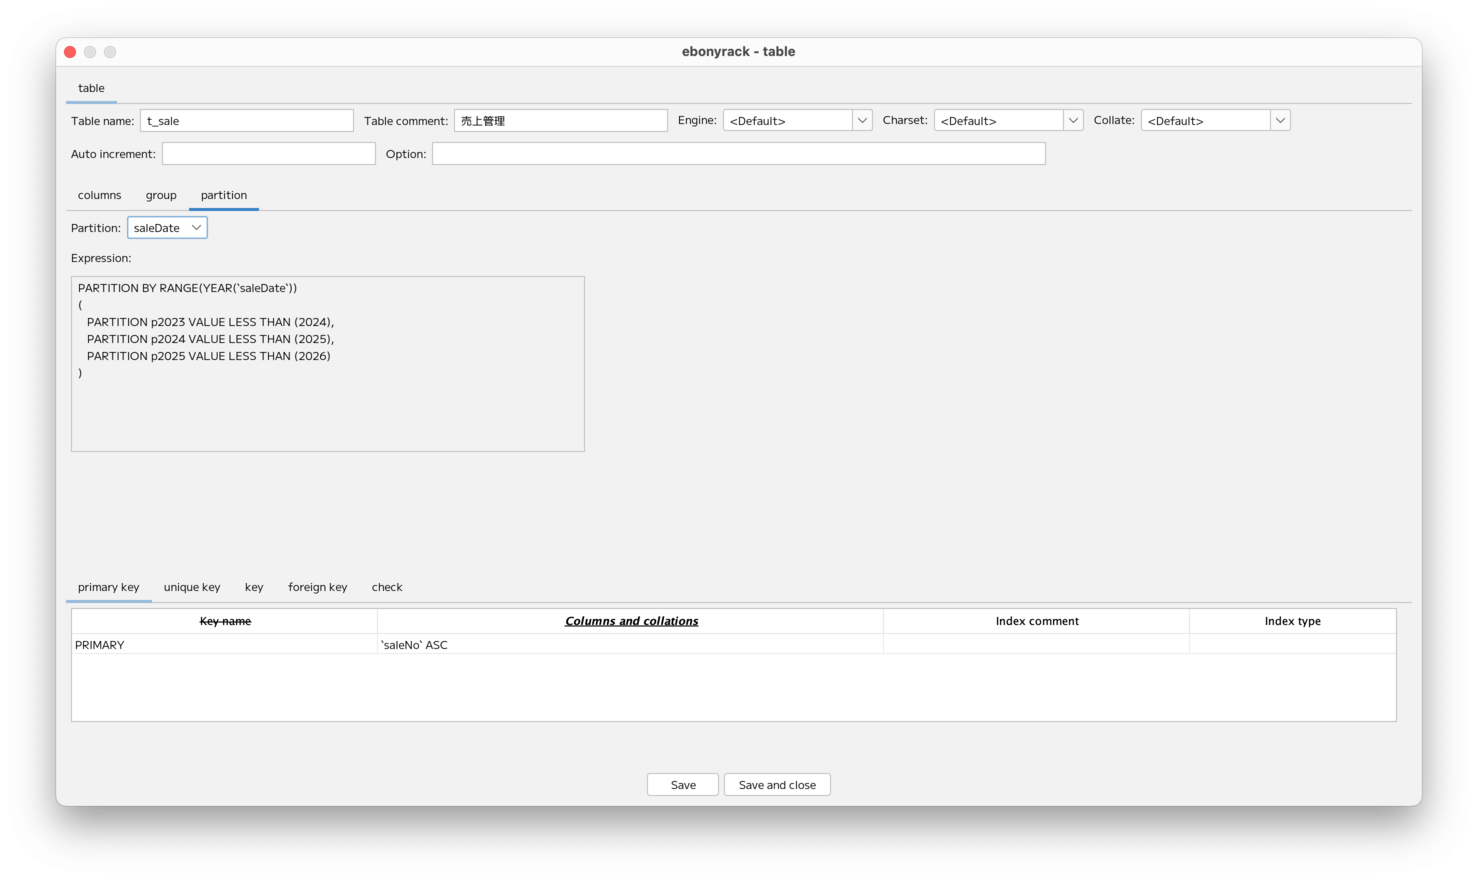 ebonyrack - table
table
Table name: t_sale Table comment: 売上管理 Engine: <Default> Charset: <Default> Collate: <Default>
Auto increment: Option:
columns group partition
Partition: saleDate
Expression:
PARTITION BY RANGE(YEAR(`saleDate`))
(
PARTITION p2023 VALUE LESS THAN (2024),
PARTITION p2024 VALUE LESS THAN (2025),
PARTITION p2025 VALUE LESS THAN (2026)
)
primary key unique key key foreign key check
Key name Columns and collations Index comment Index type
PRIMARY `saleNo` ASC
Save Save and close